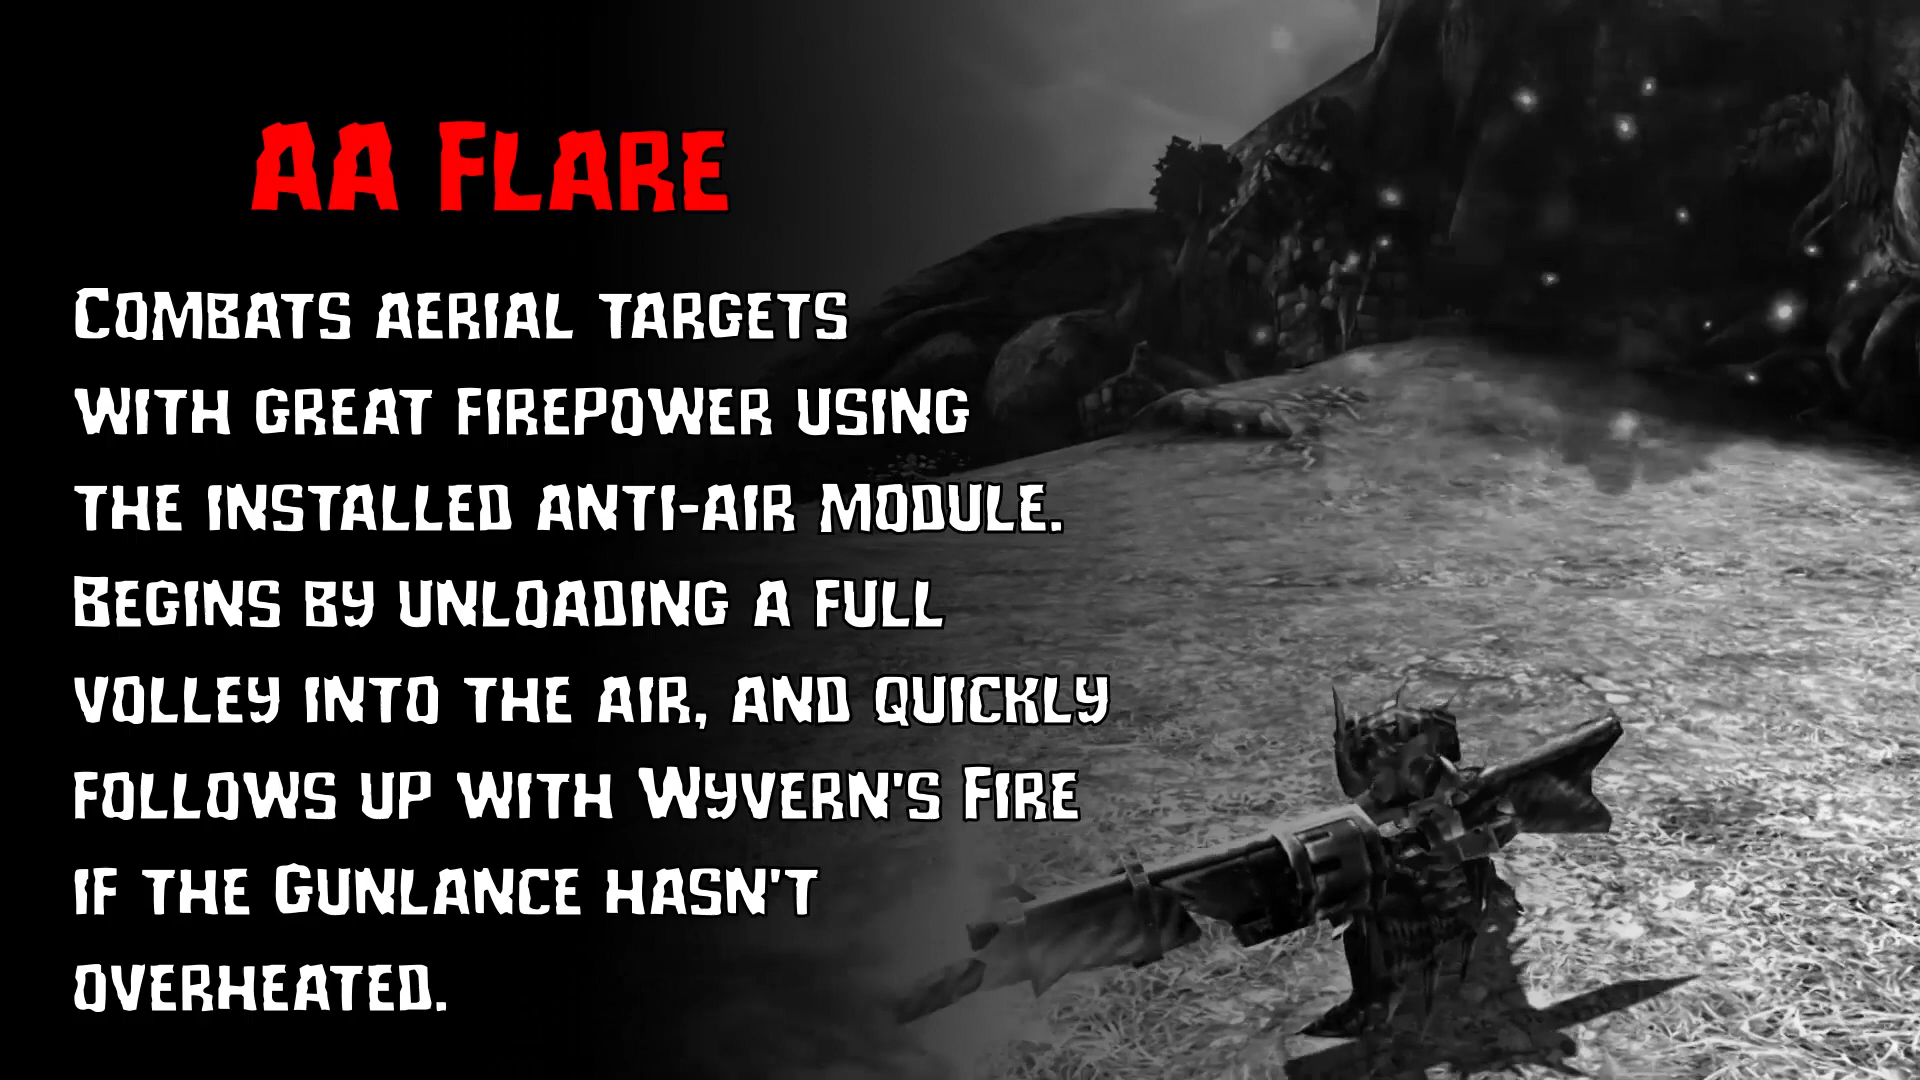 AA Flare
Combats aerial targets
with great firepower using
the installed anti-air module.
Begins by unloading a full
volley into the air, and quickly
follows up with Wyvern's Fire
if the Gunlance hasn't
overheated.